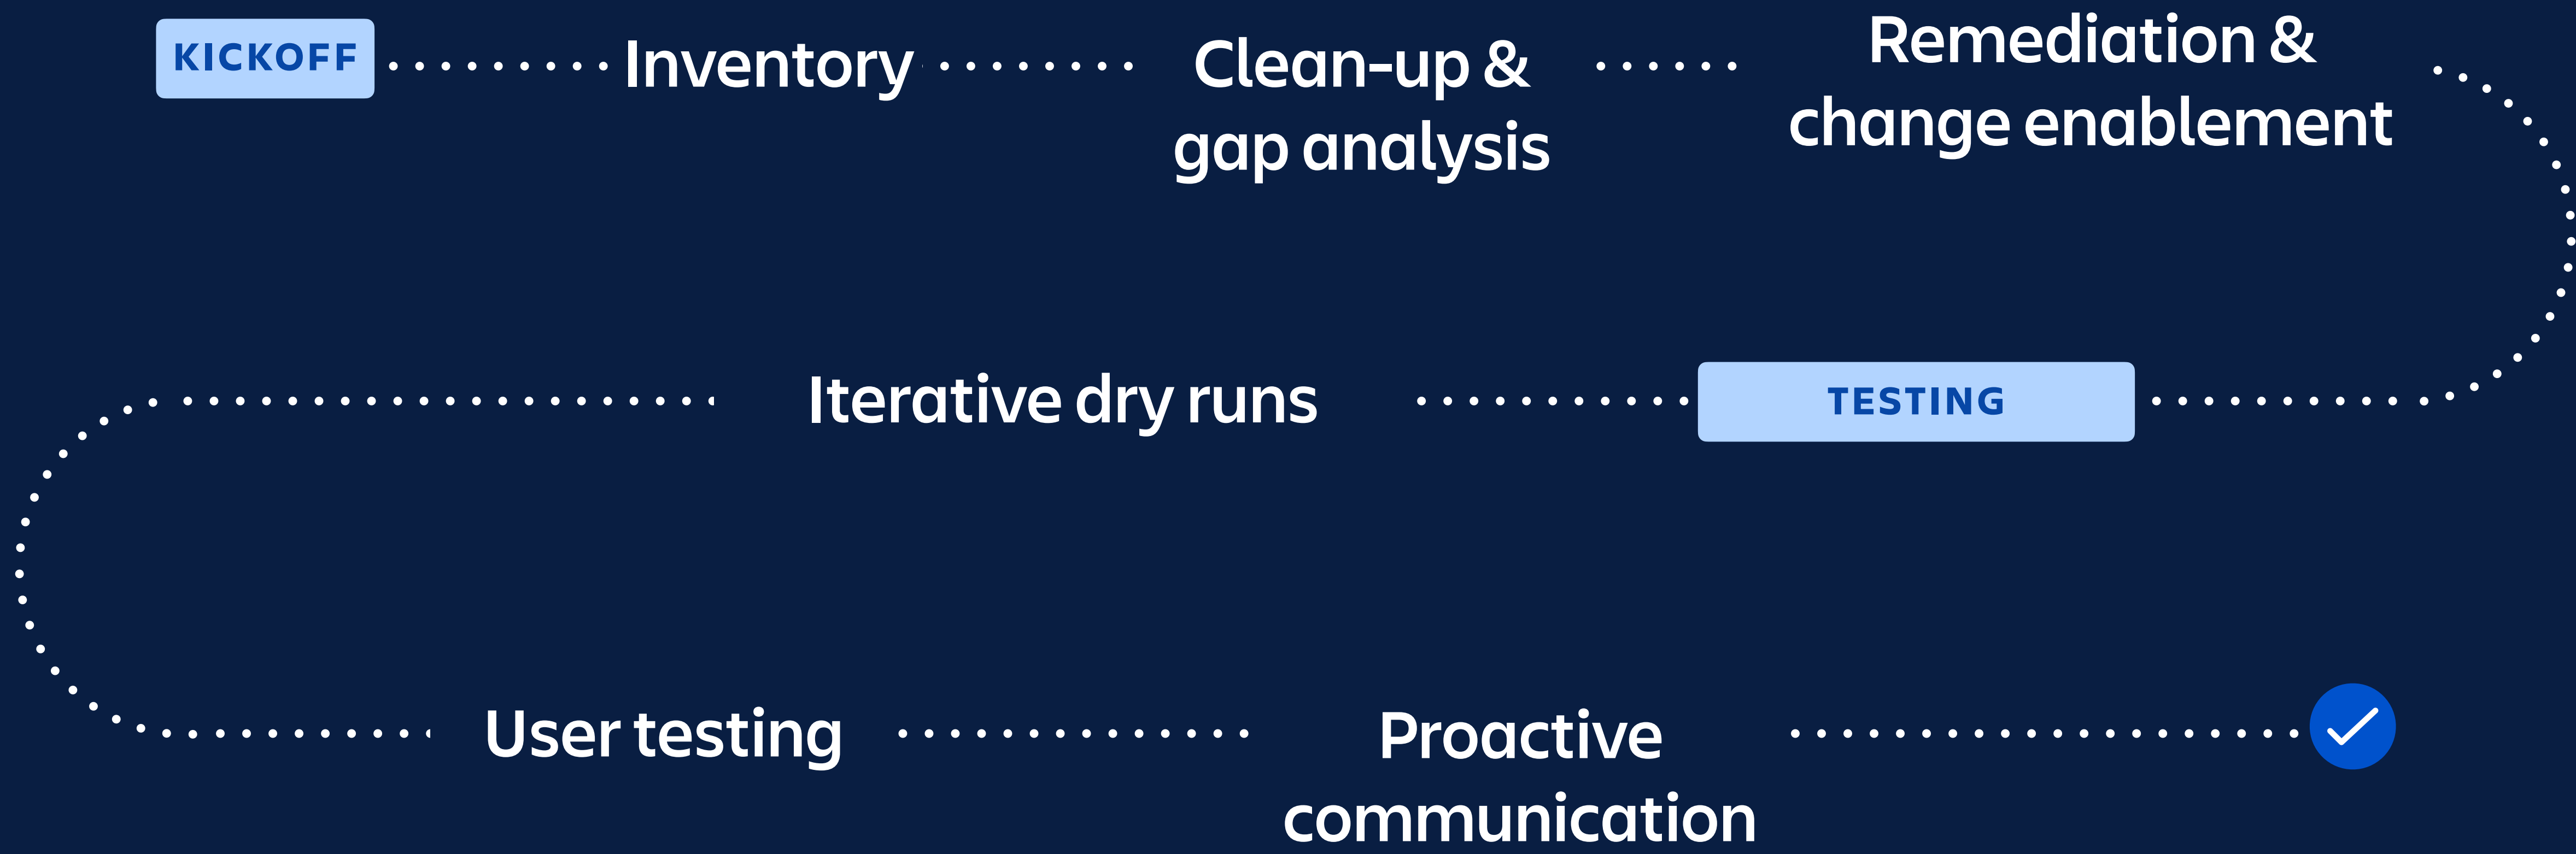 KICKOFF
Inventory
Clean-up &
gap analysis
Remediation &
change enablement
TESTING
Iterative dry runs
User testing
Proactive
communication